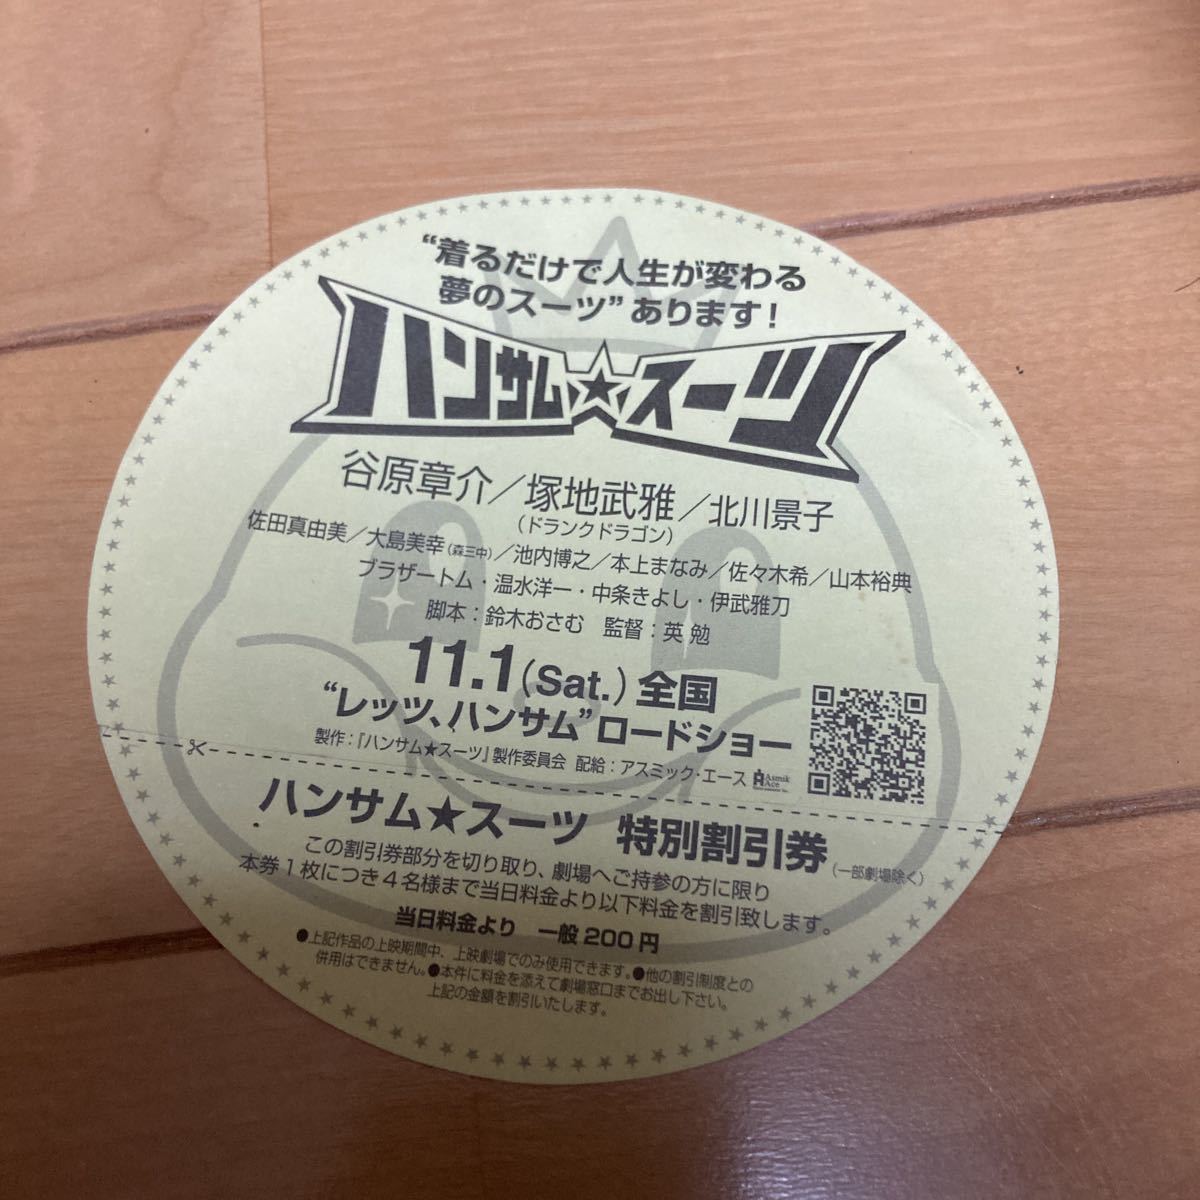 “着るだけで人生が変わる
夢のスーツ”あります!
ハンサム★スーツ
谷原章介／塚地武雅／北川景子
(ドランクドラゴン)
佐田真由美／大島美幸(森三中)／池内博之／本上まなみ／佐々木希／山本裕典
ブラザートム・温水洋一・中条きよし・伊武雅刀
脚本：鈴木おさむ 監督：英 勉
11.1(Sat.)全国
“レッツ、ハンサム”ロードショー
製作：『ハンサム★スーツ』製作委員会 配給：アスミック・エース
Asmik
Ace
ハンサム★スーツ 特別割引券(一部劇場除く)
この割引券部分を切り取り、劇場へご持参の方に限り
本券1枚につき4名様まで当日料金より以下料金を割引致します。
当日料金より 一般200円
●上記作品の上映期間中、上映劇場でのみ使用できます。●他の割引制度との
併用はできません。●本件に料金を添えて劇場窓口までお出し下さい。
上記の金額を割引いたします。